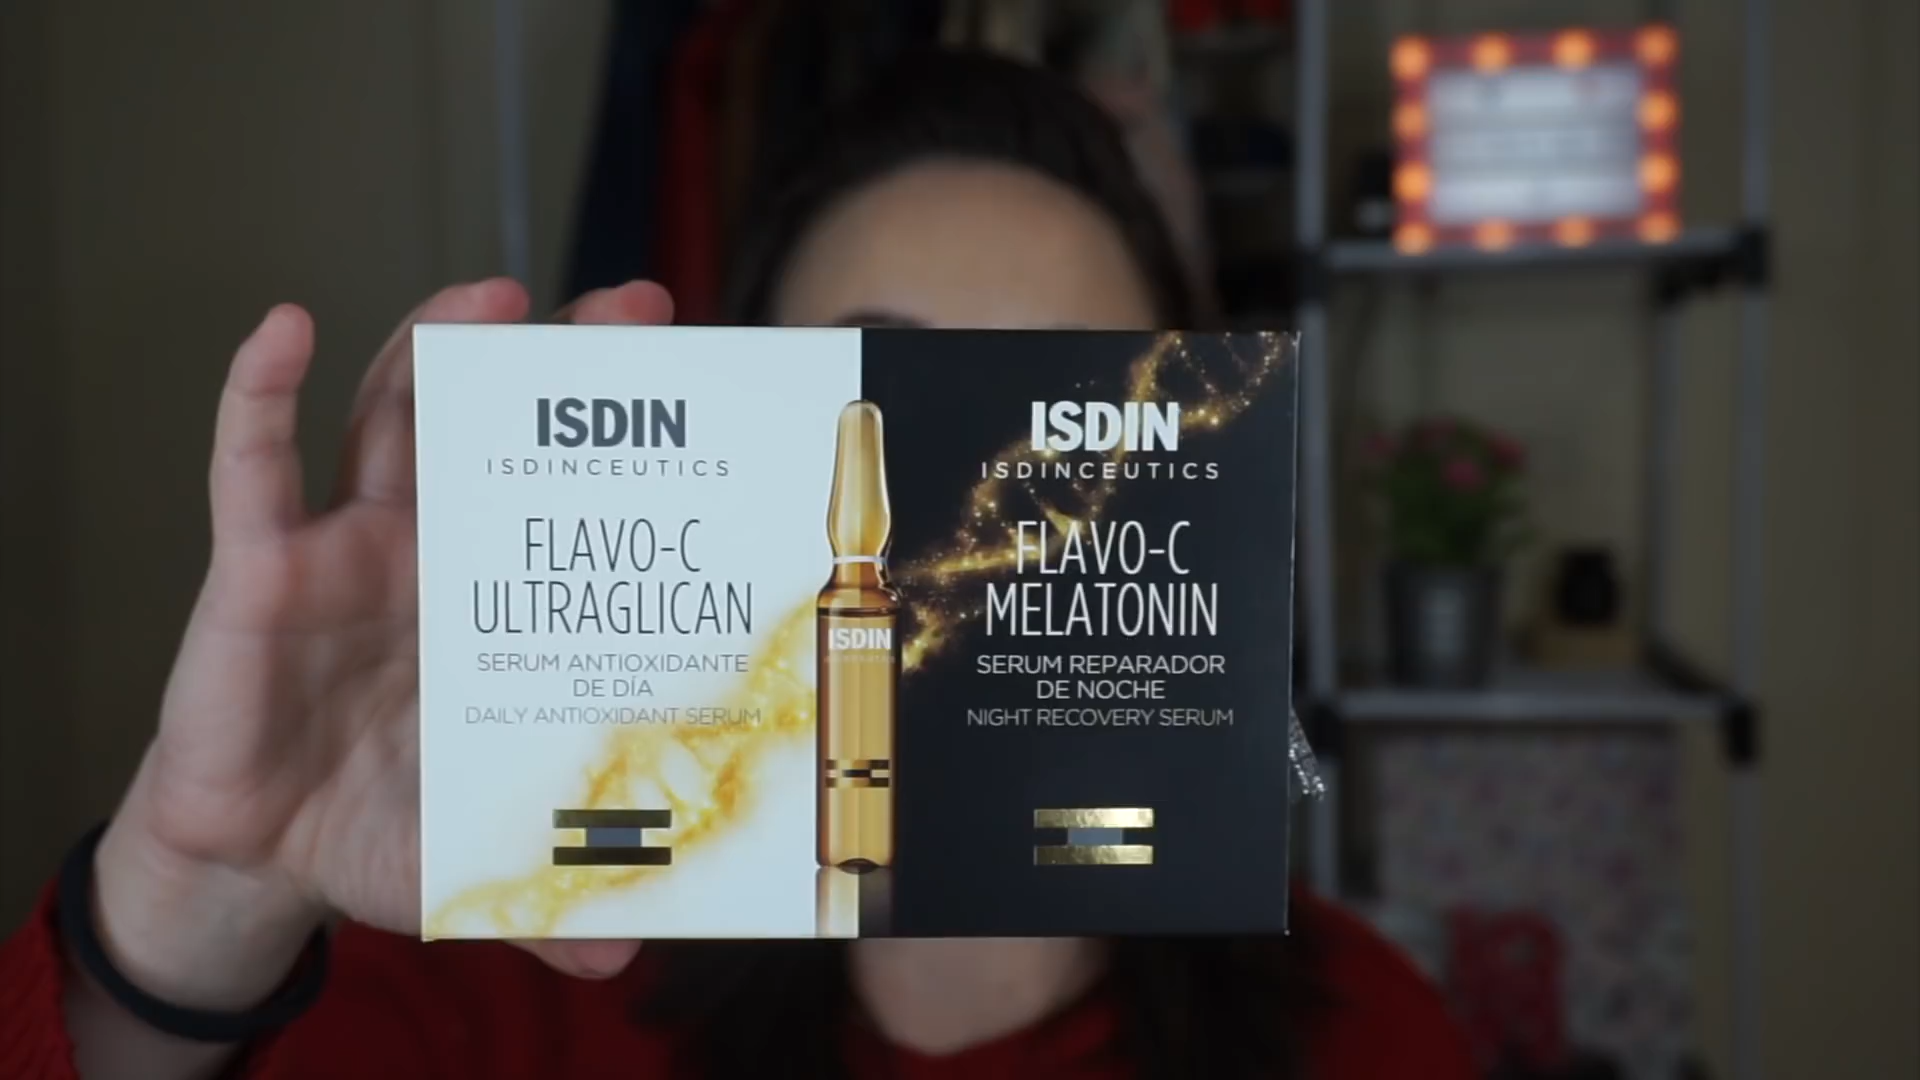 ISDIN
ISDINCEUTICS
FLAVO-C
ULTRAGLICAN
SERUM ANTIOXIDANTE
DE DÍA
DAILY ANTIOXIDANT SERUM
ISDIN
ISDIN
ISDINCEUTICS
FLAVO-C
MELATONIN
SERUM REPARADOR
DE NOCHE
NIGHT RECOVERY SERUM